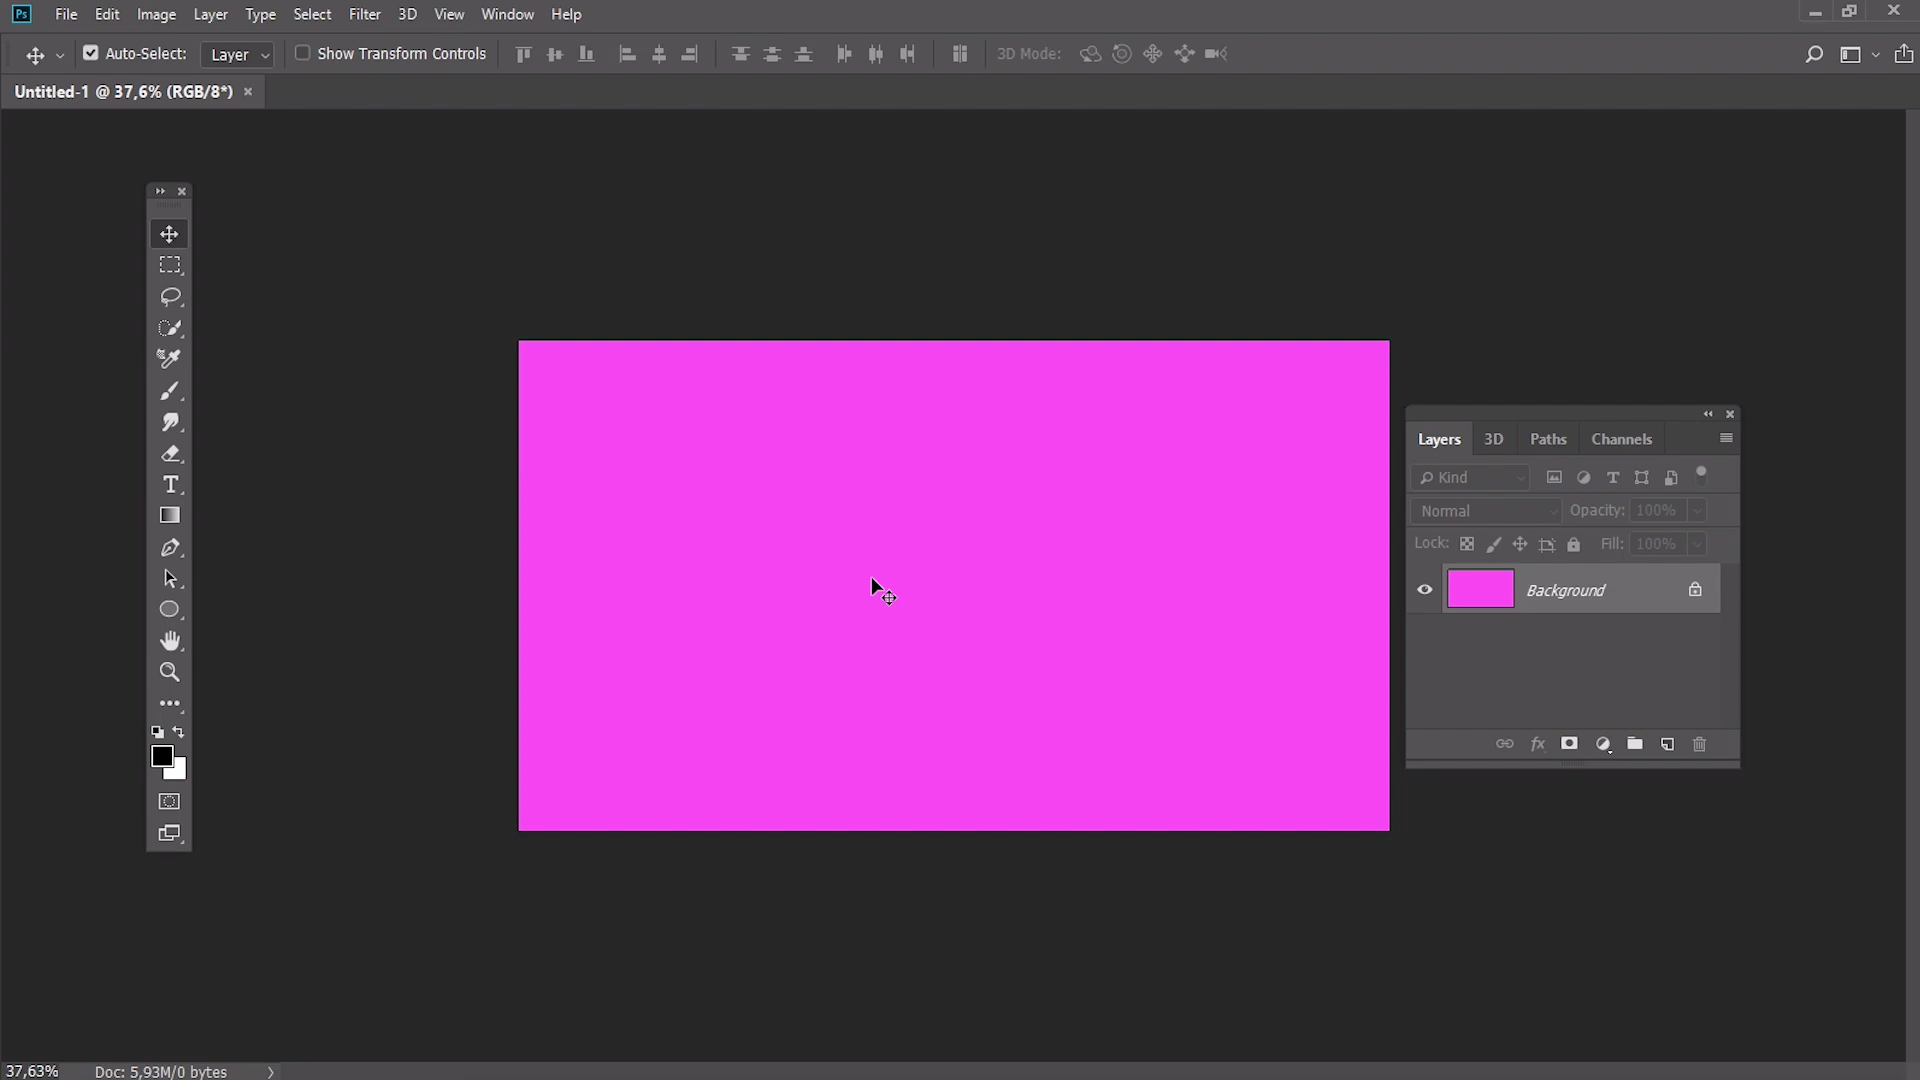 Ps File Edit Image Layer Type Select Filter 3D View Window Help
Auto-Select: Layer Show Transform Controls 3D Mode:
Untitled-1 @ 37,6% (RGB/8*)
Layers 3D Paths Channels
Kind
Normal Opacity: 100%
Lock: Fill: 100%
Background
fx
37,63% Doc: 5,93M/0 bytes